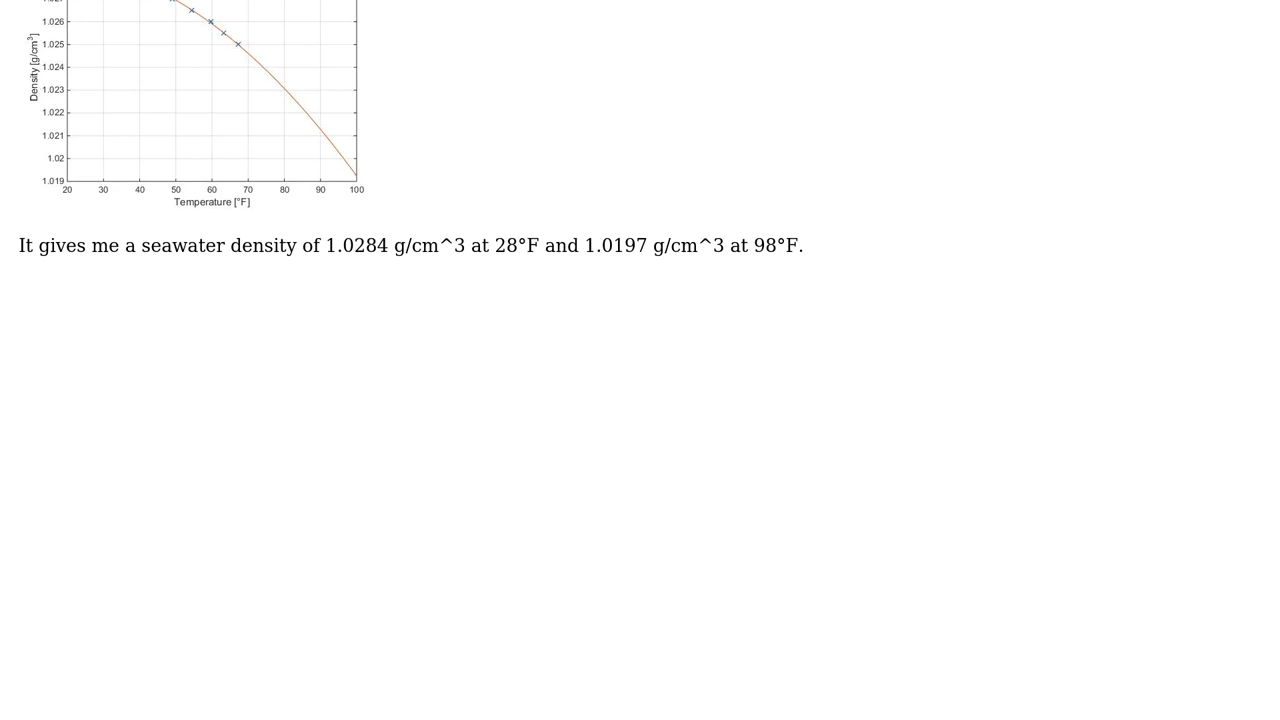 1.026
1.025
1.024
1.023
1.022
1.021
1.02
1.019
Density [g/cm³]
20 30 40 50 60 70 80 90 100
Temperature [°F]
It gives me a seawater density of 1.0284 g/cm^3 at 28°F and 1.0197 g/cm^3 at 98°F.